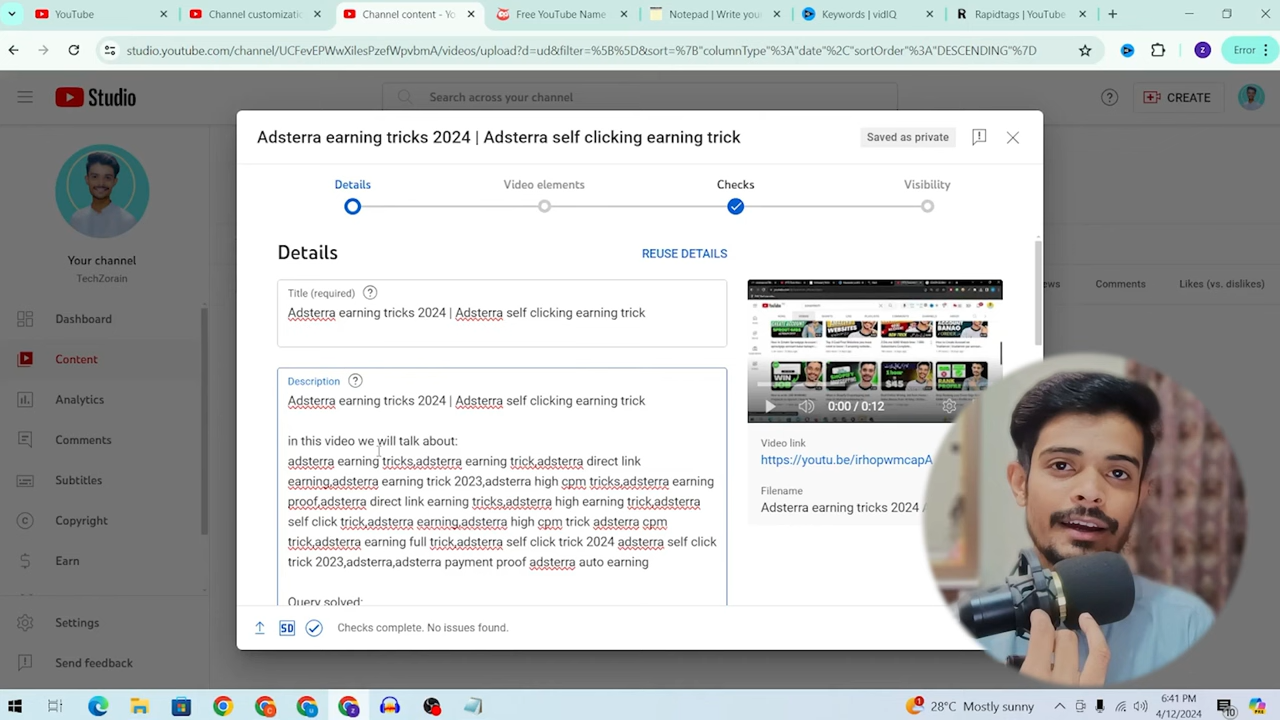 YouTube
Channel customizati
Channel content - Yo
Free YouTube Name
Notepad | Write your
Keywords | vidIQ
Rapidtags | YouTube
studio.youtube.com/channel/UCFevEPWwXilesPzefWpvbmA/videos/upload?d=ud&filter=%5B%5D&sort=%7B"columnType"%3A"date"%2C"sortOrder"%3A"DESCENDING"%7D
Error
Studio
Search across your channel
CREATE
Adsterra earning tricks 2024 | Adsterra self clicking earning trick
Saved as private
Details
Video elements
Checks
Visibility
Your channel
TechZorain
Dashboard
Content
Analytics
Comments
Subtitles
Copyright
Earn
Settings
Send feedback
Details
REUSE DETAILS
Title (required)
Adsterra earning tricks 2024 | Adsterra self clicking earning trick
Description
Adsterra earning tricks 2024 | Adsterra self clicking earning trick
in this video we will talk about:
adsterra earning tricks,adsterra earning trick,adsterra direct link
earning,adsterra earning trick 2023,adsterra high cpm tricks,adsterra earning
proof,adsterra direct link earning tricks,adsterra high earning trick,adsterra
self click trick,adsterra earning,adsterra high cpm trick adsterra cpm
trick,adsterra earning full trick,adsterra self click trick 2024 adsterra self click
trick 2023,adsterra,adsterra payment proof adsterra auto earning
Query solved:
0:00 / 0:12
Video link
https://youtu.be/irhopwmcapA
Filename
Adsterra earning tricks 2024
ews
Comments
Likes (vs. dislikes)
SD
Checks complete. No issues found.
28°C Mostly sunny
6:41 PM
4/12/2024
10